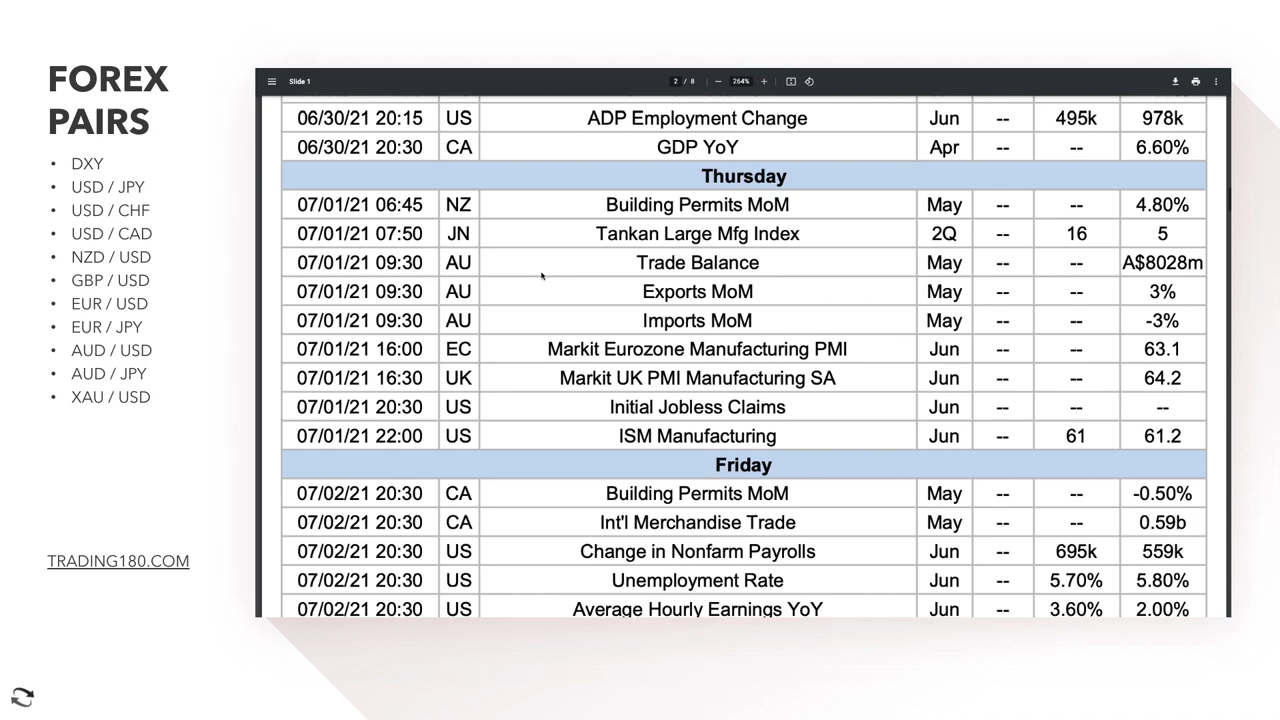 FOREX
PAIRS
• DXY
• USD / JPY
• USD / CHF
• USD / CAD
• NZD / USD
• GBP / USD
• EUR / USD
• EUR / JPY
• AUD / USD
• AUD / JPY
• XAU / USD
TRADING180.COM
Slide 1 2 / 8 264%
06/30/21 20:15 US ADP Employment Change Jun -- 495k 978k
06/30/21 20:30 CA GDP YoY Apr -- -- 6.60%
Thursday
07/01/21 06:45 NZ Building Permits MoM May -- -- 4.80%
07/01/21 07:50 JN Tankan Large Mfg Index 2Q -- 16 5
07/01/21 09:30 AU Trade Balance May -- -- A$8028m
07/01/21 09:30 AU Exports MoM May -- -- 3%
07/01/21 09:30 AU Imports MoM May -- -- -3%
07/01/21 16:00 EC Markit Eurozone Manufacturing PMI Jun -- -- 63.1
07/01/21 16:30 UK Markit UK PMI Manufacturing SA Jun -- -- 64.2
07/01/21 20:30 US Initial Jobless Claims Jun -- -- --
07/01/21 22:00 US ISM Manufacturing Jun -- 61 61.2
Friday
07/02/21 20:30 CA Building Permits MoM May -- -- -0.50%
07/02/21 20:30 CA Int'l Merchandise Trade May -- -- 0.59b
07/02/21 20:30 US Change in Nonfarm Payrolls Jun -- 695k 559k
07/02/21 20:30 US Unemployment Rate Jun -- 5.70% 5.80%
07/02/21 20:30 US Average Hourly Earnings YoY Jun -- 3.60% 2.00%